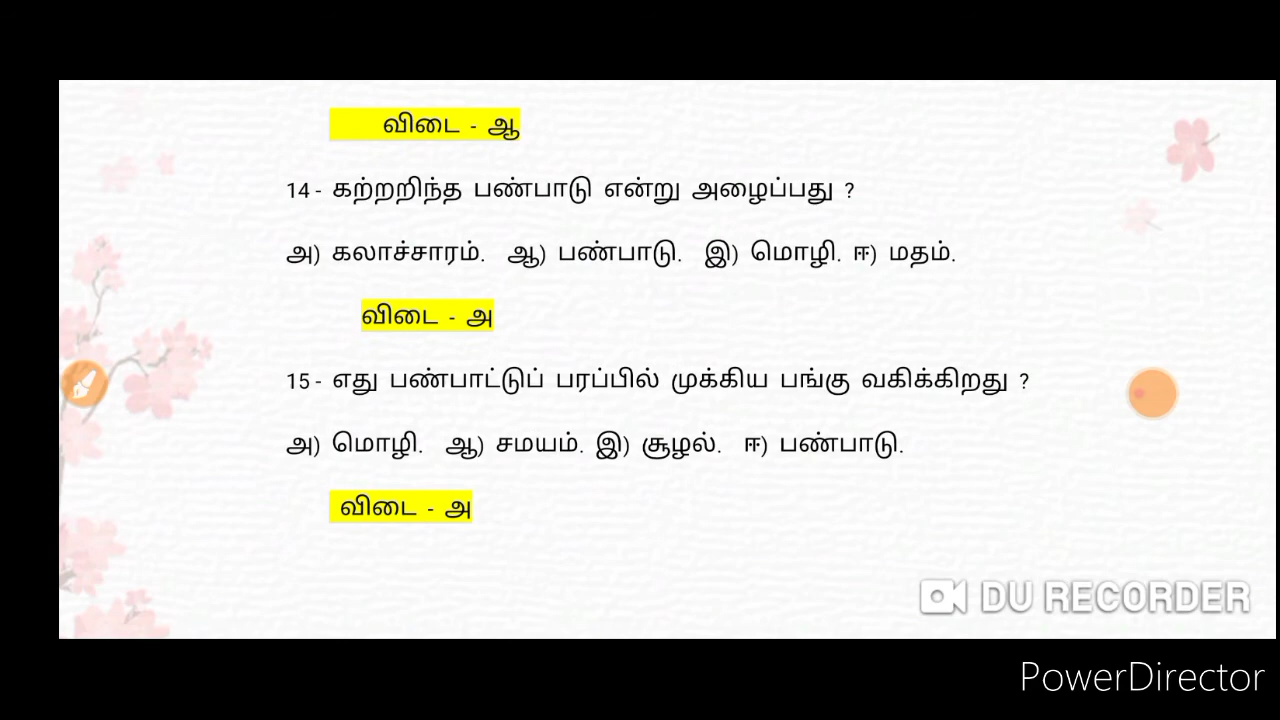 விடை - ஆ
14 - கற்றறிந்த பண்பாடு என்று அழைப்பது ?
அ) கலாச்சாரம். ஆ) பண்பாடு. இ) மொழி. ஈ) மதம்.
விடை - அ
15 - எது பண்பாட்டுப் பரப்பில் முக்கிய பங்கு வகிக்கிறது ?
அ) மொழி. ஆ) சமயம். இ) சூழல். ஈ) பண்பாடு.
விடை - அ
DU RECORDER
PowerDirector